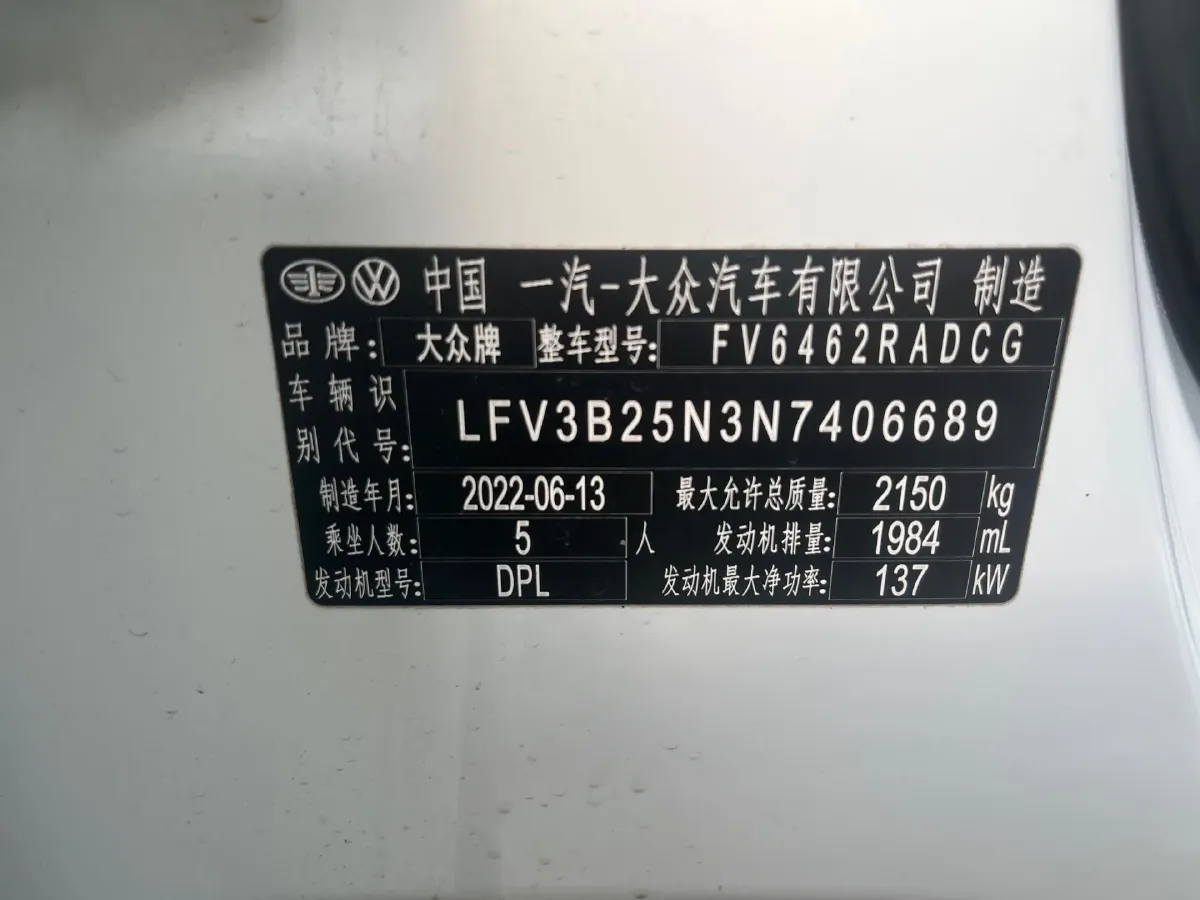 中国 一汽-大众汽车有限公司 制造
品牌: 大众牌 整车型号: FV6462RADCG
车辆识别代号: LFV3B25N3N7406689
制造年月: 2022-06-13 最大允许总质量: 2150 kg
乘坐人数: 5 人 发动机排量: 1984 mL
发动机型号: DPL 发动机最大净功率: 137 kW